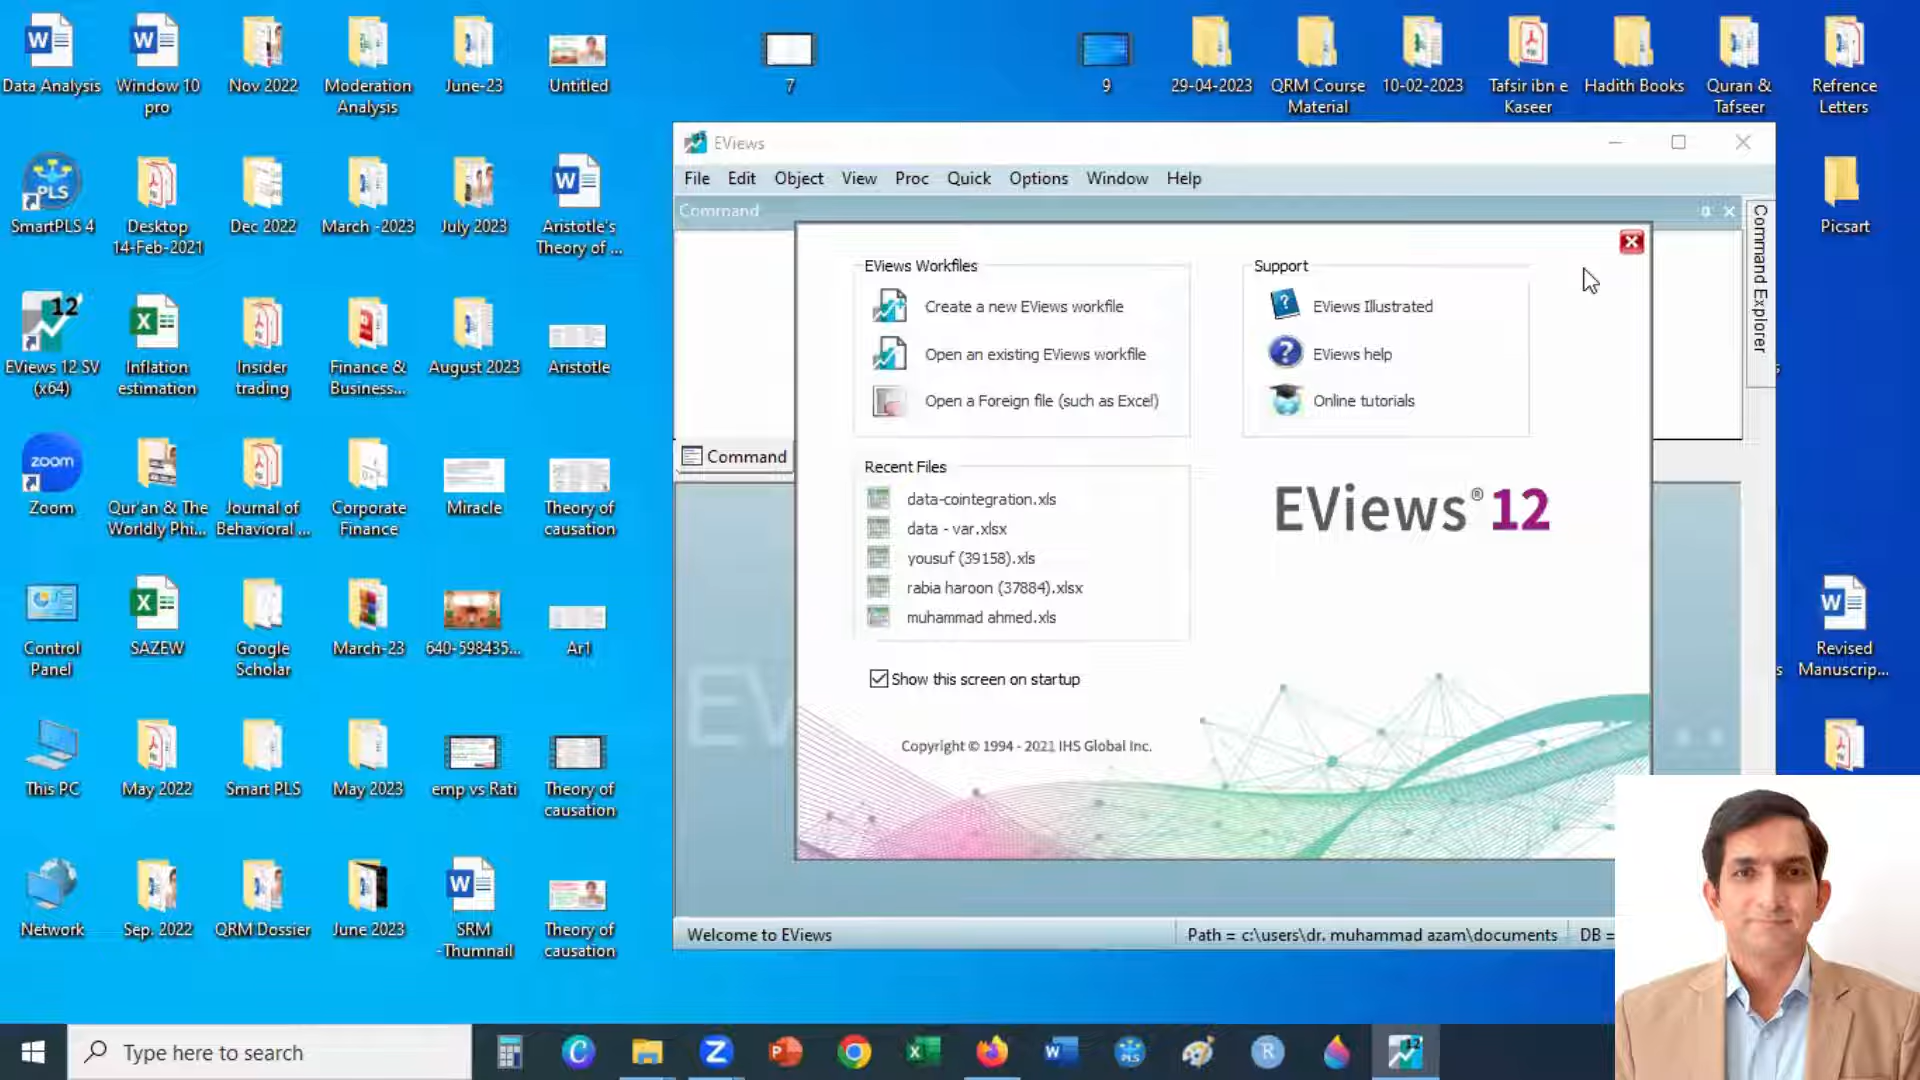 Data Analysis
Window 10
pro
Nov 2022
Moderation
Analysis
June-23
Untitled
7
9
29-04-2023
QRM Course
Material
10-02-2023
Tafsir ibn e
Kaseer
Hadith Books
Quran &
Tafseer
Refrence
Letters
SmartPLS 4
Desktop
14-Feb-2021
Dec 2022
March -2023
July 2023
Aristotle's
Theory of ...
Picsart
EViews 12 SV
(x64)
Inflation
estimation
Insider
trading
Finance &
Business...
August 2023
Aristotle
Zoom
Qur'an & The
Worldly Phi...
Journal of
Behavioral ...
Corporate
Finance
Miracle
Theory of
causation
Control
Panel
SAZEW
Google
Scholar
March-23
640-598435...
Ar1
Revised
Manuscrip...
This PC
May 2022
Smart PLS
May 2023
emp vs Rati
Theory of
causation
Network
Sep. 2022
QRM Dossier
June 2023
SRM
-Thumnail
Theory of
causation
EViews
File Edit Object View Proc Quick Options Window Help
Command
Command Explorer
Command
EViews Workfiles
Create a new EViews workfile
Open an existing EViews workfile
Open a Foreign file (such as Excel)
Support
EViews Illustrated
EViews help
Online tutorials
Recent Files
data-cointegration.xls
data - var.xlsx
yousuf (39158).xls
rabia haroon (37884).xlsx
muhammad ahmed.xls
EViews® 12
Show this screen on startup
Copyright © 1994 - 2021 IHS Global Inc.
Welcome to EViews
Path = c:\users\dr. muhammad azam\documents
DB =
Type here to search